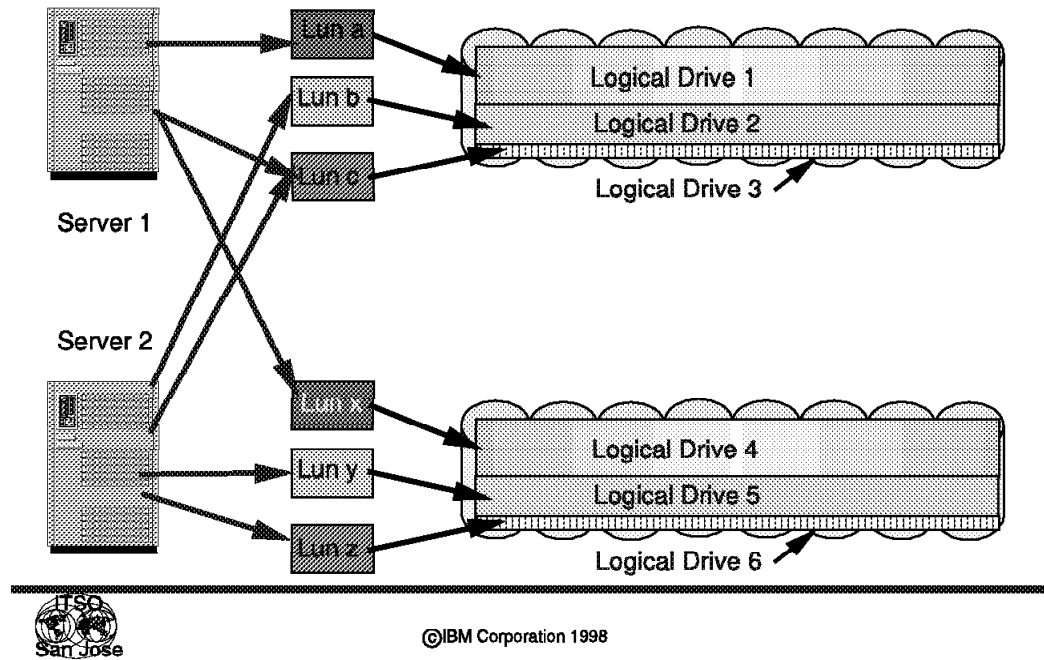 Lun a
Logical Drive 1
Lun b
Logical Drive 2
Lun c
Logical Drive 3
Server 1
Server 2
Lun x
Logical Drive 4
Lun y
Logical Drive 5
Lun z
Logical Drive 6
ITSO
San Jose
©IBM Corporation 1998